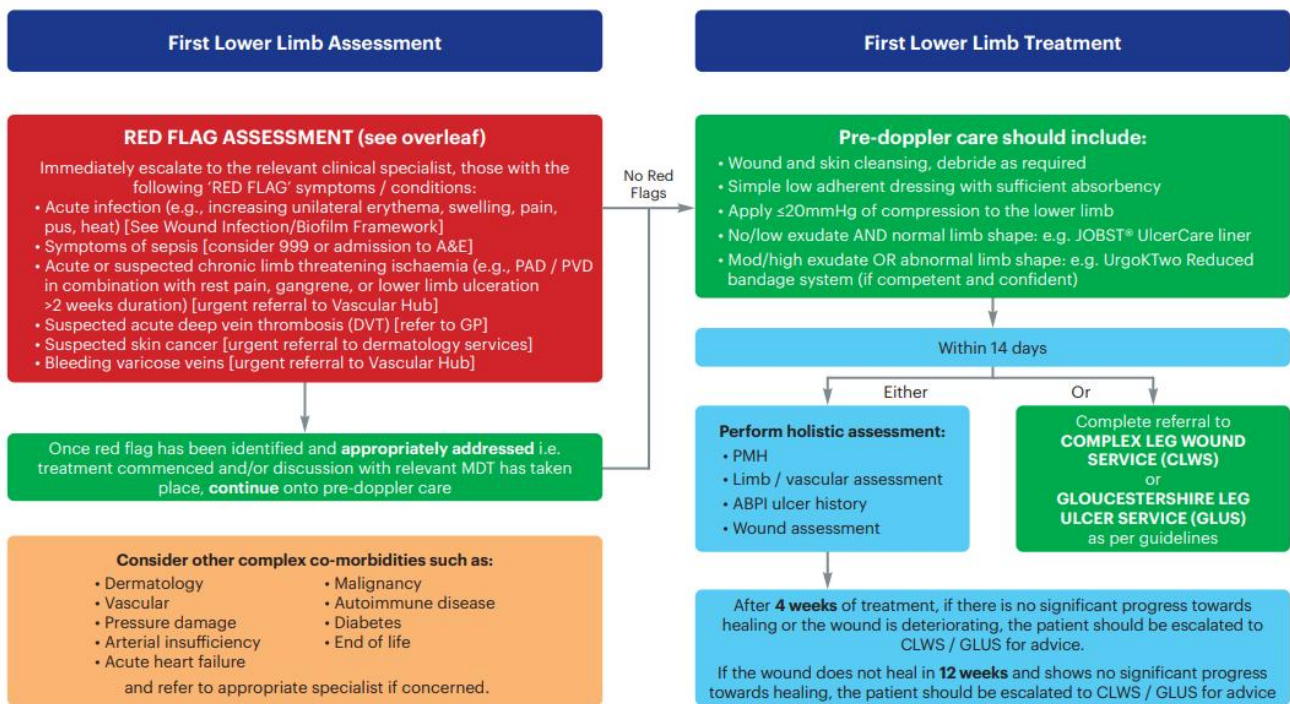 First Lower Limb Assessment
RED FLAG ASSESSMENT (see overleaf)
Immediately escalate to the relevant clinical specialist, those with the
following ‘RED FLAG’ symptoms / conditions:
• Acute infection (e.g., increasing unilateral erythema, swelling, pain,
pus, heat) [See Wound Infection/Biofilm Framework]
• Symptoms of sepsis [consider 999 or admission to A&E]
• Acute or suspected chronic limb threatening ischaemia (e.g., PAD / PVD
in combination with rest pain, gangrene, or lower limb ulceration
>2 weeks duration) [urgent referral to Vascular Hub]
• Suspected acute deep vein thrombosis (DVT) [refer to GP]
• Suspected skin cancer [urgent referral to dermatology services]
• Bleeding varicose veins [urgent referral to Vascular Hub]
Once red flag has been identified and appropriately addressed i.e.
treatment commenced and/or discussion with relevant MDT has taken
place, continue onto pre-doppler care
Consider other complex co-morbidities such as:
• Dermatology
• Vascular
• Pressure damage
• Arterial insufficiency
• Acute heart failure
• Malignancy
• Autoimmune disease
• Diabetes
• End of life
and refer to appropriate specialist if concerned.
No Red
Flags
First Lower Limb Treatment
Pre-doppler care should include:
• Wound and skin cleansing, debride as required
• Simple low adherent dressing with sufficient absorbency
• Apply ≤20mmHg of compression to the lower limb
• No/low exudate AND normal limb shape: e.g. JOBST® UlcerCare liner
• Mod/high exudate OR abnormal limb shape: e.g. UrgoKTwo Reduced
bandage system (if competent and confident)
Within 14 days
Either
Or
Perform holistic assessment:
• PMH
• Limb / vascular assessment
• ABPI ulcer history
• Wound assessment
Complete referral to
COMPLEX LEG WOUND
SERVICE (CLWS)
or
GLOUCESTERSHIRE LEG
ULCER SERVICE (GLUS)
as per guidelines
After 4 weeks of treatment, if there is no significant progress towards
healing or the wound is deteriorating, the patient should be escalated to
CLWS / GLUS for advice.
If the wound does not heal in 12 weeks and shows no significant progress
towards healing, the patient should be escalated to CLWS / GLUS for advice